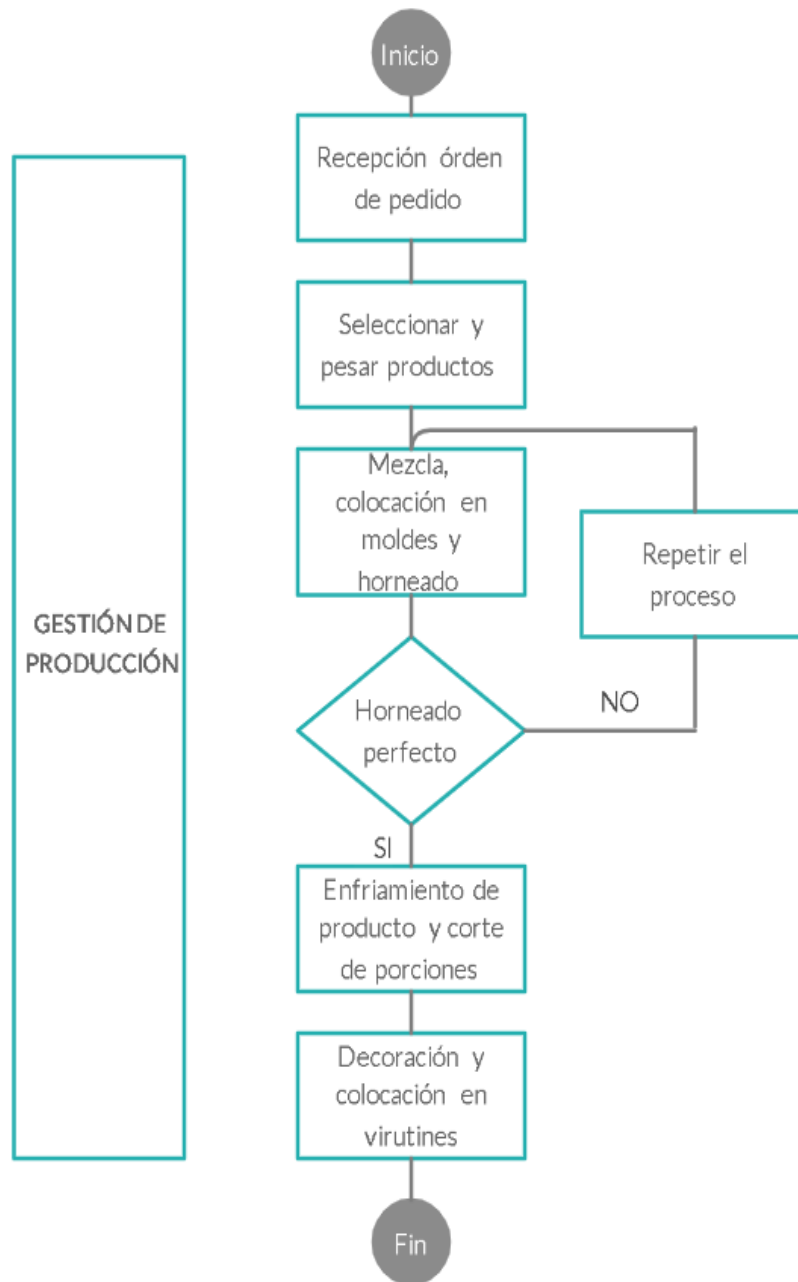 Inicio
Recepción órden
de pedido
Seleccionar y
pesar productos
Mezcla,
colocación en
moldes y
horneado
Repetir el
proceso
GESTIÓN DE
PRODUCCIÓN
Horneado
perfecto
NO
SI
Enfriamiento de
producto y corte
de porciones
Decoración y
colocación en
virutines
Fin